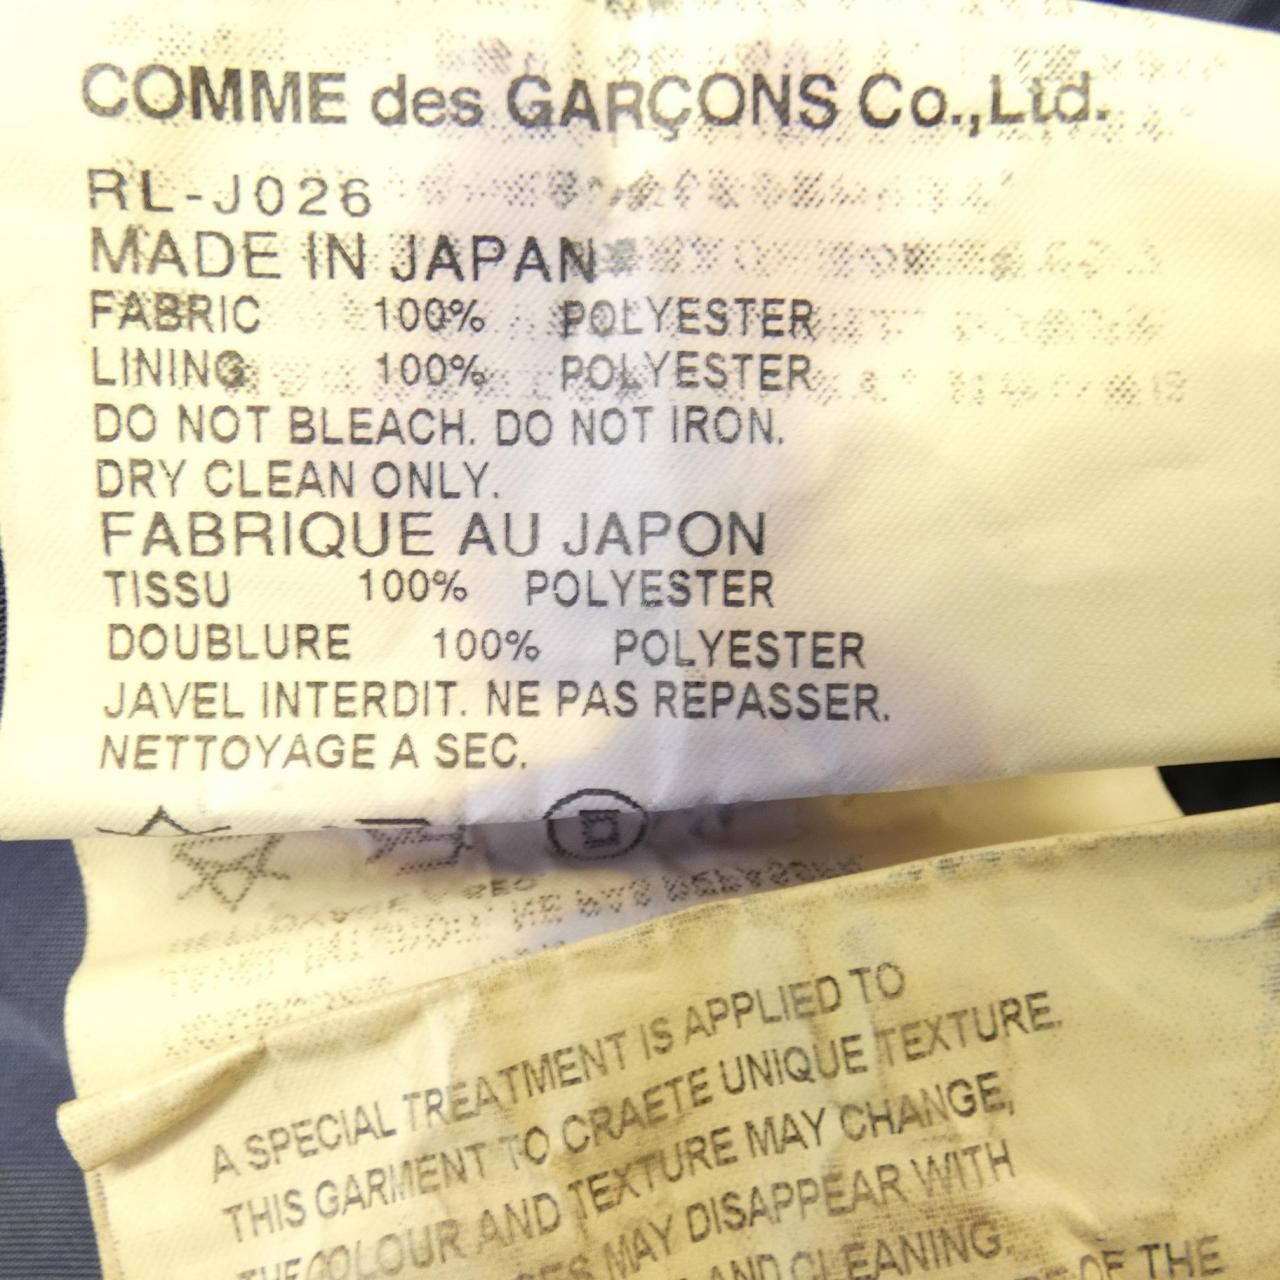 COMME des GARÇONS Co.,Ltd.
RL-J026
MADE IN JAPAN
FABRIC 100% POLYESTER
LINING 100% POLYESTER
DO NOT BLEACH. DO NOT IRON.
DRY CLEAN ONLY.
FABRIQUE AU JAPON
TISSU 100% POLYESTER
DOUBLURE 100% POLYESTER
JAVEL INTERDIT. NE PAS REPASSER.
NETTOYAGE A SEC.
A SPECIAL TREATMENT IS APPLIED TO
THIS GARMENT TO CRAETE UNIQUE TEXTURE.
THE COLOUR AND TEXTURE MAY CHANGE,
MAY DISAPPEAR WITH
AND CLEANING.
OF THE